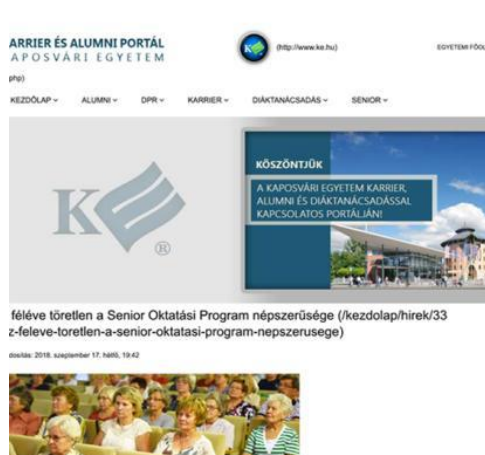 ARRIER ÉS ALUMNI PORTÁL
APOSVÁRI EGYETEM
(http://www.ke.hu)
EGYETEMI FŐOL
php)
KEZDŐLAP ALUMNI DPR KARRIER DIÁKTANÁCSADÁS SENIOR
KÖSZÖNTJÜK
A KAPOSVÁRI EGYETEM KARRIER,
ALUMNI ÉS DIÁKTANÁCSADÁSSAL
KAPCSOLATOS PORTÁLJÁN!
K
®
féléve töretlen a Senior Oktatási Program népszerűsége (/kezdolap/hirek/33
z-feleve-toretlen-a-senior-oktatasi-program-nepszerusege)
dosítás: 2018. szeptember 17. hétfő, 19:42